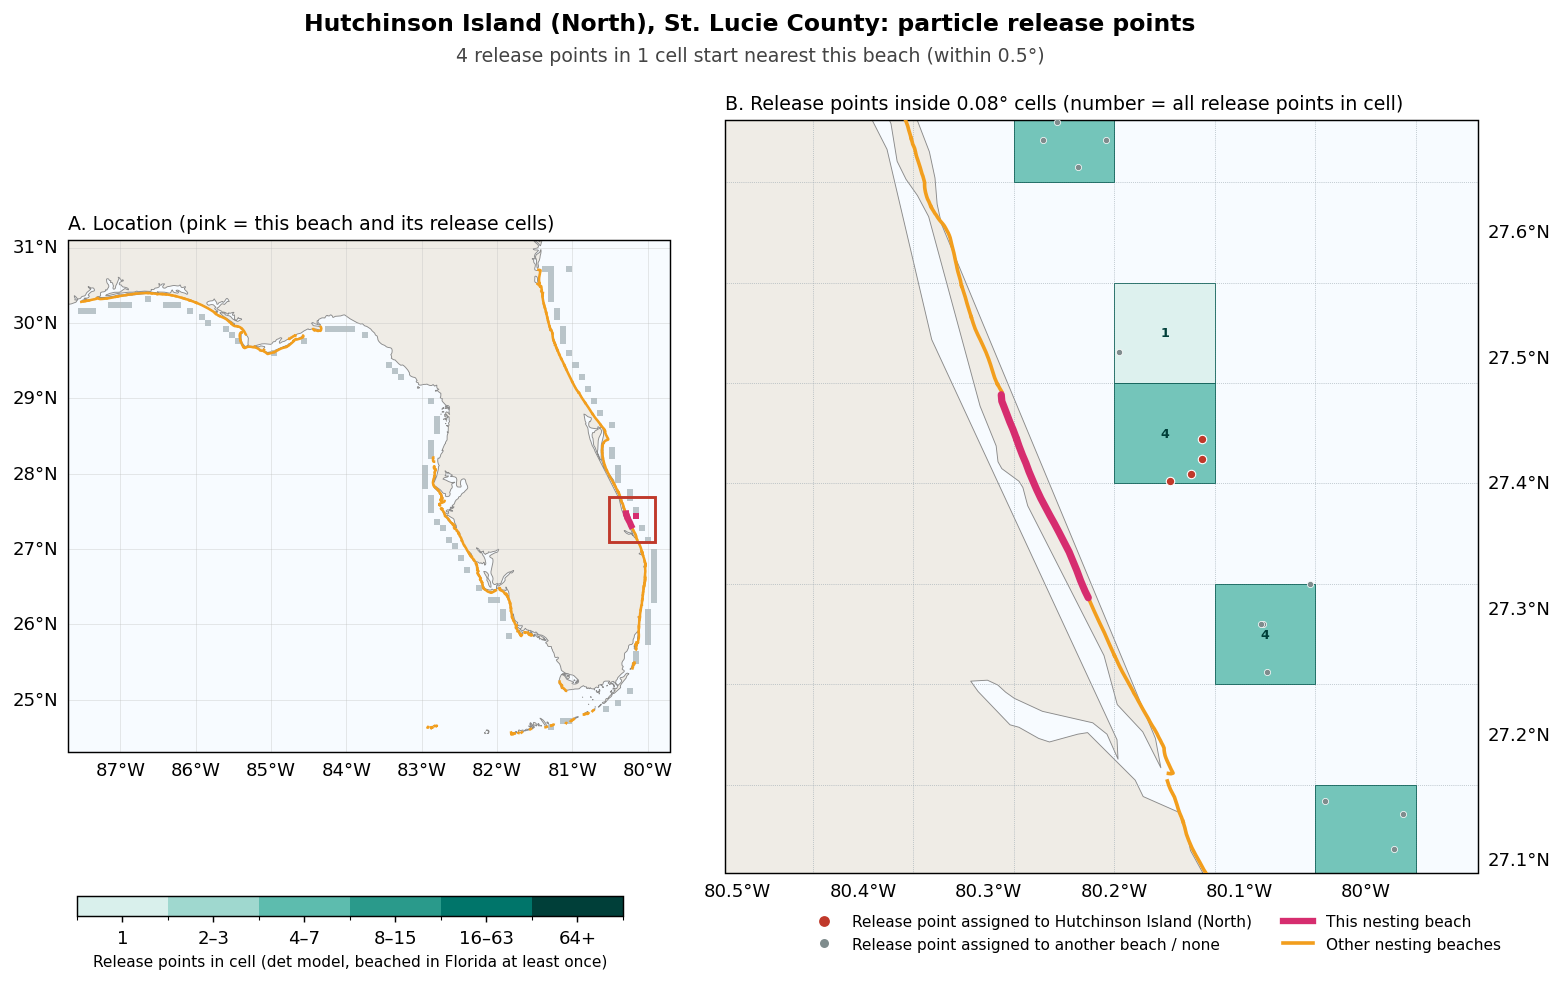 Hutchinson Island (North), St. Lucie County: particle release points
4 release points in 1 cell start nearest this beach (within 0.5°)
A. Location (pink = this beach and its release cells)
31°N
30°N
29°N
28°N
27°N
26°N
25°N
87°W 86°W 85°W 84°W 83°W 82°W 81°W 80°W
1 2–3 4–7 8–15 16–63 64+
Release points in cell (det model, beached in Florida at least once)
B. Release points inside 0.08° cells (number = all release points in cell)
1
4
4
27.6°N
27.5°N
27.4°N
27.3°N
27.2°N
27.1°N
80.5°W 80.4°W 80.3°W 80.2°W 80.1°W 80°W
Release point assigned to Hutchinson Island (North)
Release point assigned to another beach / none
This nesting beach
Other nesting beaches